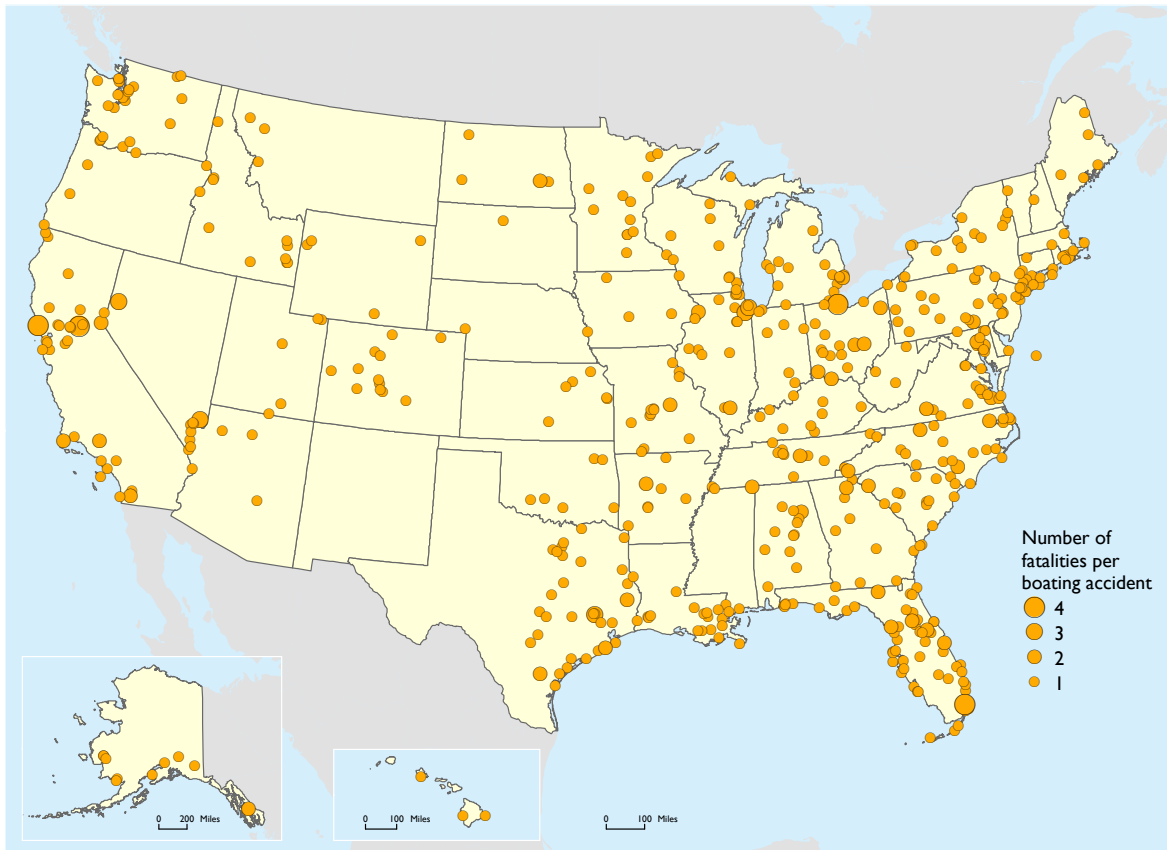 Number of
fatalities per
boating accident
4
3
2
1
0 200 Miles
0 100 Miles
0 100 Miles